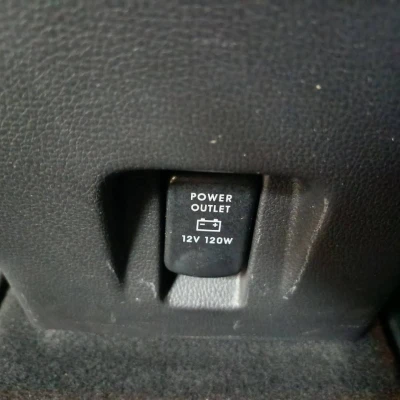 POWER
OUTLET
- +
12V 120W